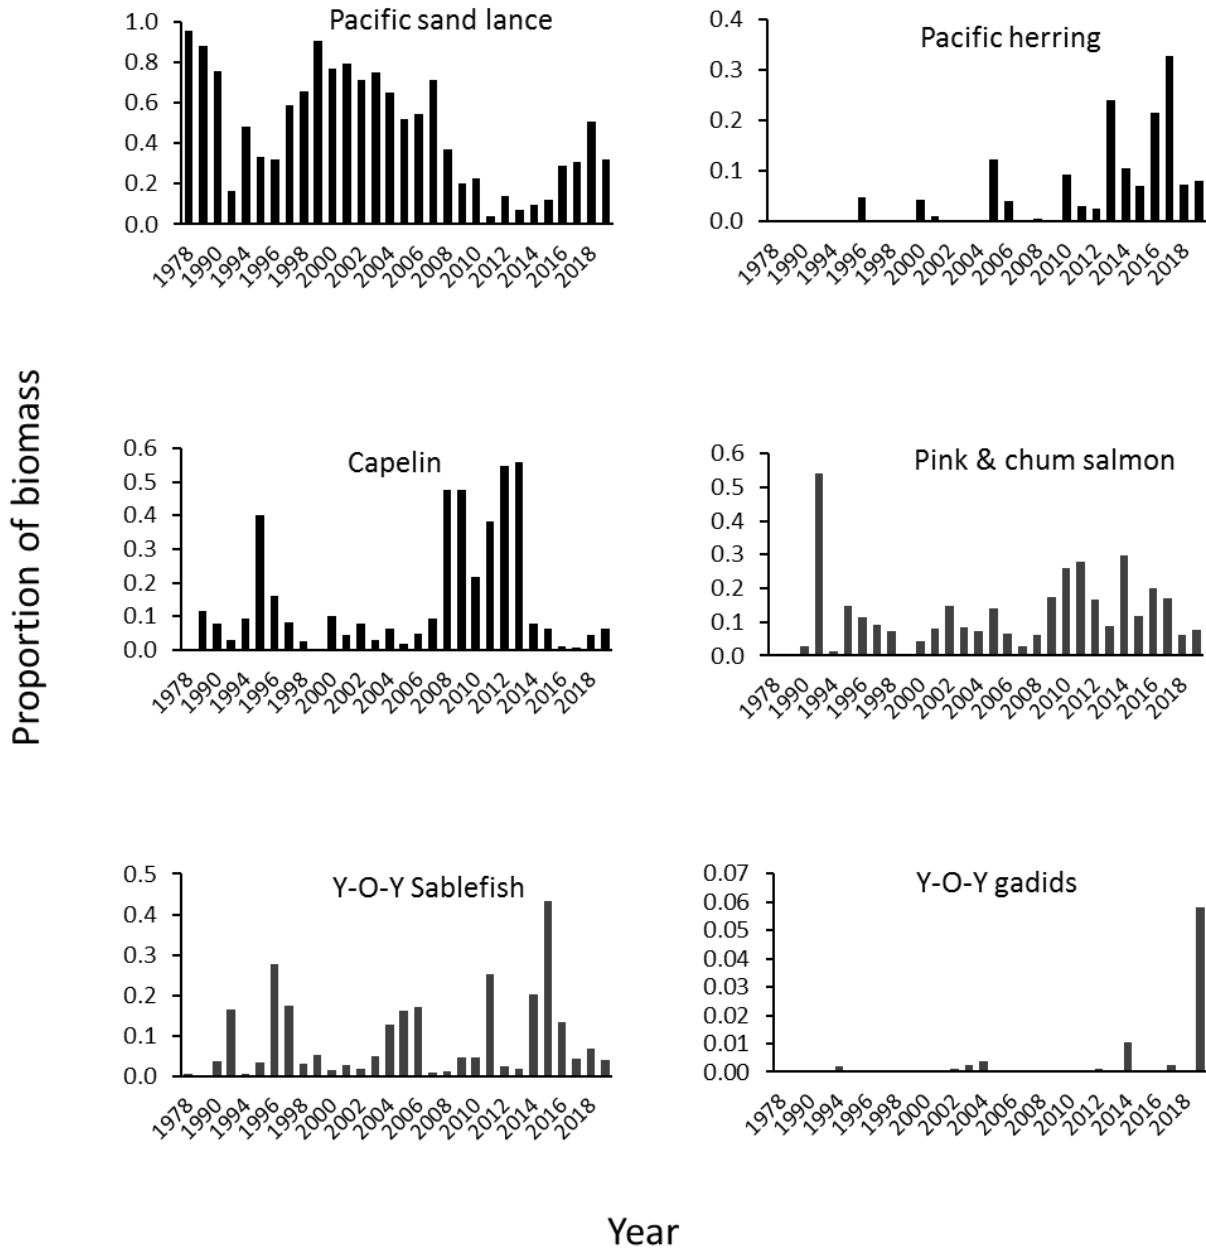 Pacific sand lance
1.0
0.8
0.6
0.4
0.2
0.0
1978 1990 1994 1996 1998 2000 2002 2004 2006 2008 2010 2012 2014 2016 2018
Pacific herring
0.4
0.3
0.2
0.1
0.0
1978 1990 1994 1996 1998 2000 2002 2004 2006 2008 2010 2012 2014 2016 2018
Proportion of biomass
Capelin
0.6
0.5
0.4
0.3
0.2
0.1
0.0
1978 1990 1994 1996 1998 2000 2002 2004 2006 2008 2010 2012 2014 2016 2018
Pink & chum salmon
0.6
0.5
0.4
0.3
0.2
0.1
0.0
1978 1990 1994 1996 1998 2000 2002 2004 2006 2008 2010 2012 2014 2016 2018
Y-O-Y Sablefish
0.5
0.4
0.3
0.2
0.1
0.0
1978 1990 1994 1996 1998 2000 2002 2004 2006 2008 2010 2012 2014 2016 2018
Y-O-Y gadids
0.07
0.06
0.05
0.04
0.03
0.02
0.01
0.00
1978 1990 1994 1996 1998 2000 2002 2004 2006 2008 2010 2012 2014 2016 2018
Year